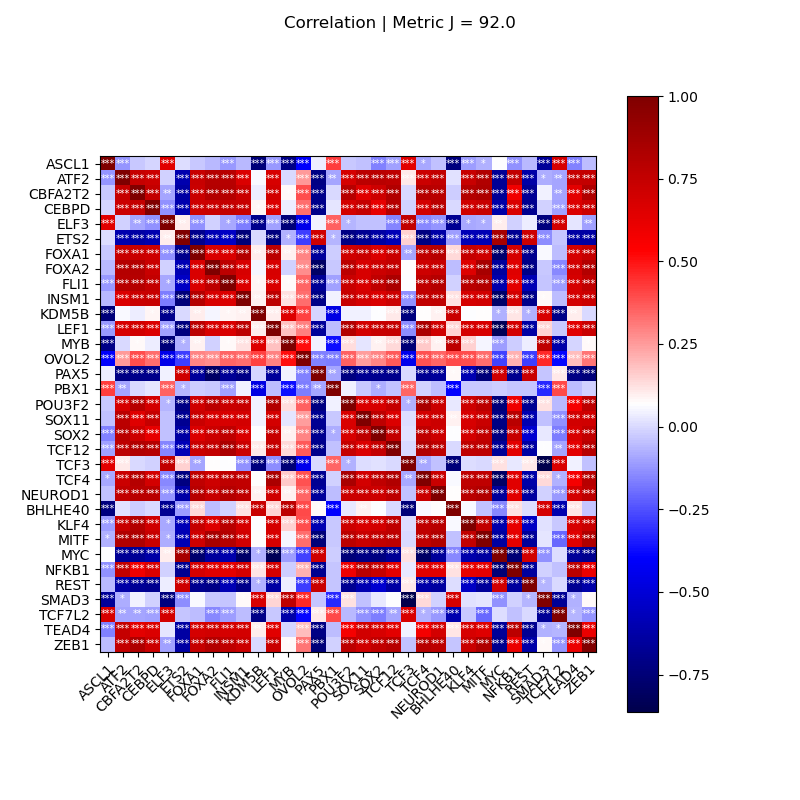 Correlation | Metric J = 92.0
ASCL1
ATF2
CBFA2T2
CEBPD
ELF3
ETS2
FOXA1
FOXA2
FLI1
INSM1
KDM5B
LEF1
MYB
OVOL2
PAX5
PBX1
POU3F2
SOX11
SOX2
TCF12
TCF3
TCF4
NEUROD1
BHLHE40
KLF4
MITF
MYC
NFKB1
REST
SMAD3
TCF7L2
TEAD4
ZEB1
ASCL1
ATF2
CBFA2T2
CEBPD
ELF3
ETS2
FOXA1
FOXA2
FLI1
INSM1
KDM5B
LEF1
MYB
OVOL2
PAX5
PBX1
POU3F2
SOX11
SOX2
TCF12
TCF3
TCF4
NEUROD1
BHLHE40
KLF4
MITF
MYC
NFKB1
REST
SMAD3
TCF7L2
TEAD4
ZEB1
1.00
0.75
0.50
0.25
0.00
−0.25
−0.50
−0.75